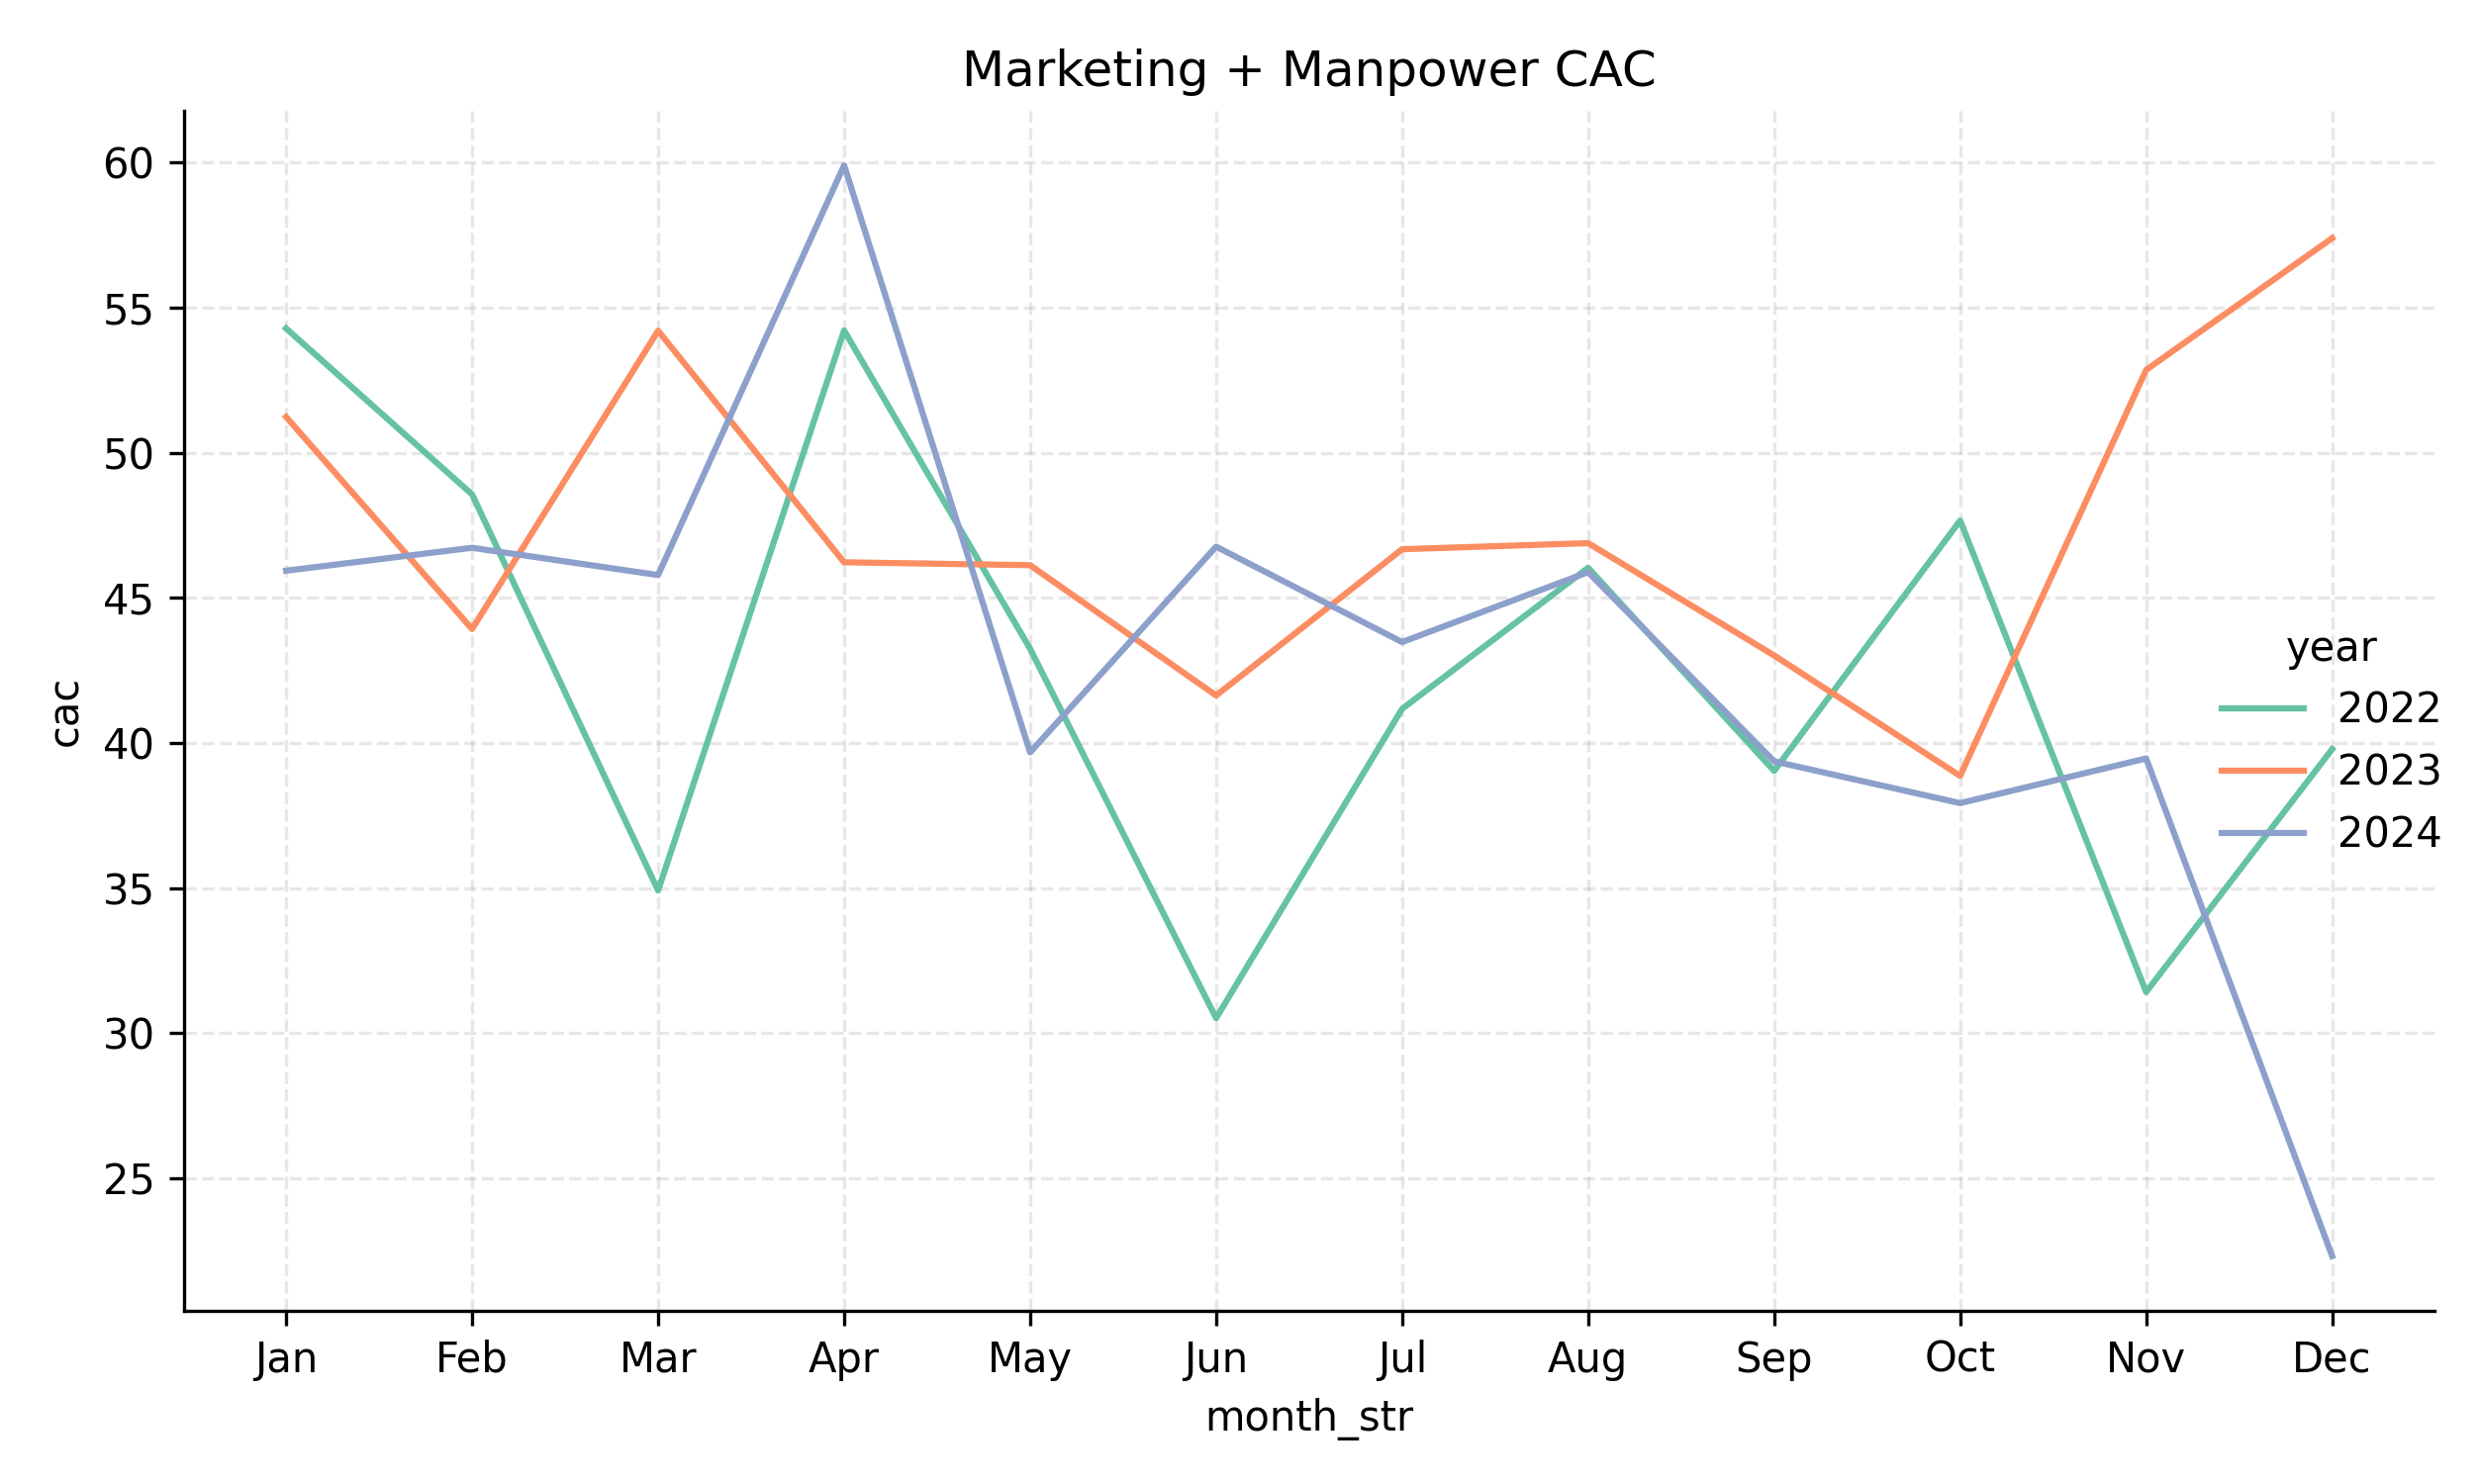 Marketing + Manpower CAC
60
55
50
45
40
35
30
25
cac
year
2022
2023
2024
Jan Feb Mar Apr May Jun Jul Aug Sep Oct Nov Dec
month_str